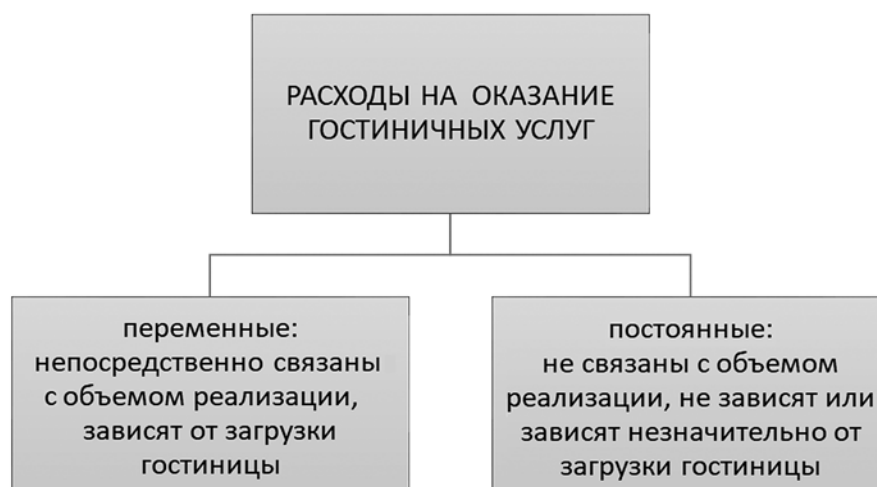 РАСХОДЫ НА ОКАЗАНИЕ
ГОСТИНИЧНЫХ УСЛУГ
переменные:
непосредственно связаны
с объемом реализации,
зависят от загрузки
гостиницы
постоянные:
не связаны с объемом
реализации, не зависят или
зависят незначительно от
загрузки гостиницы